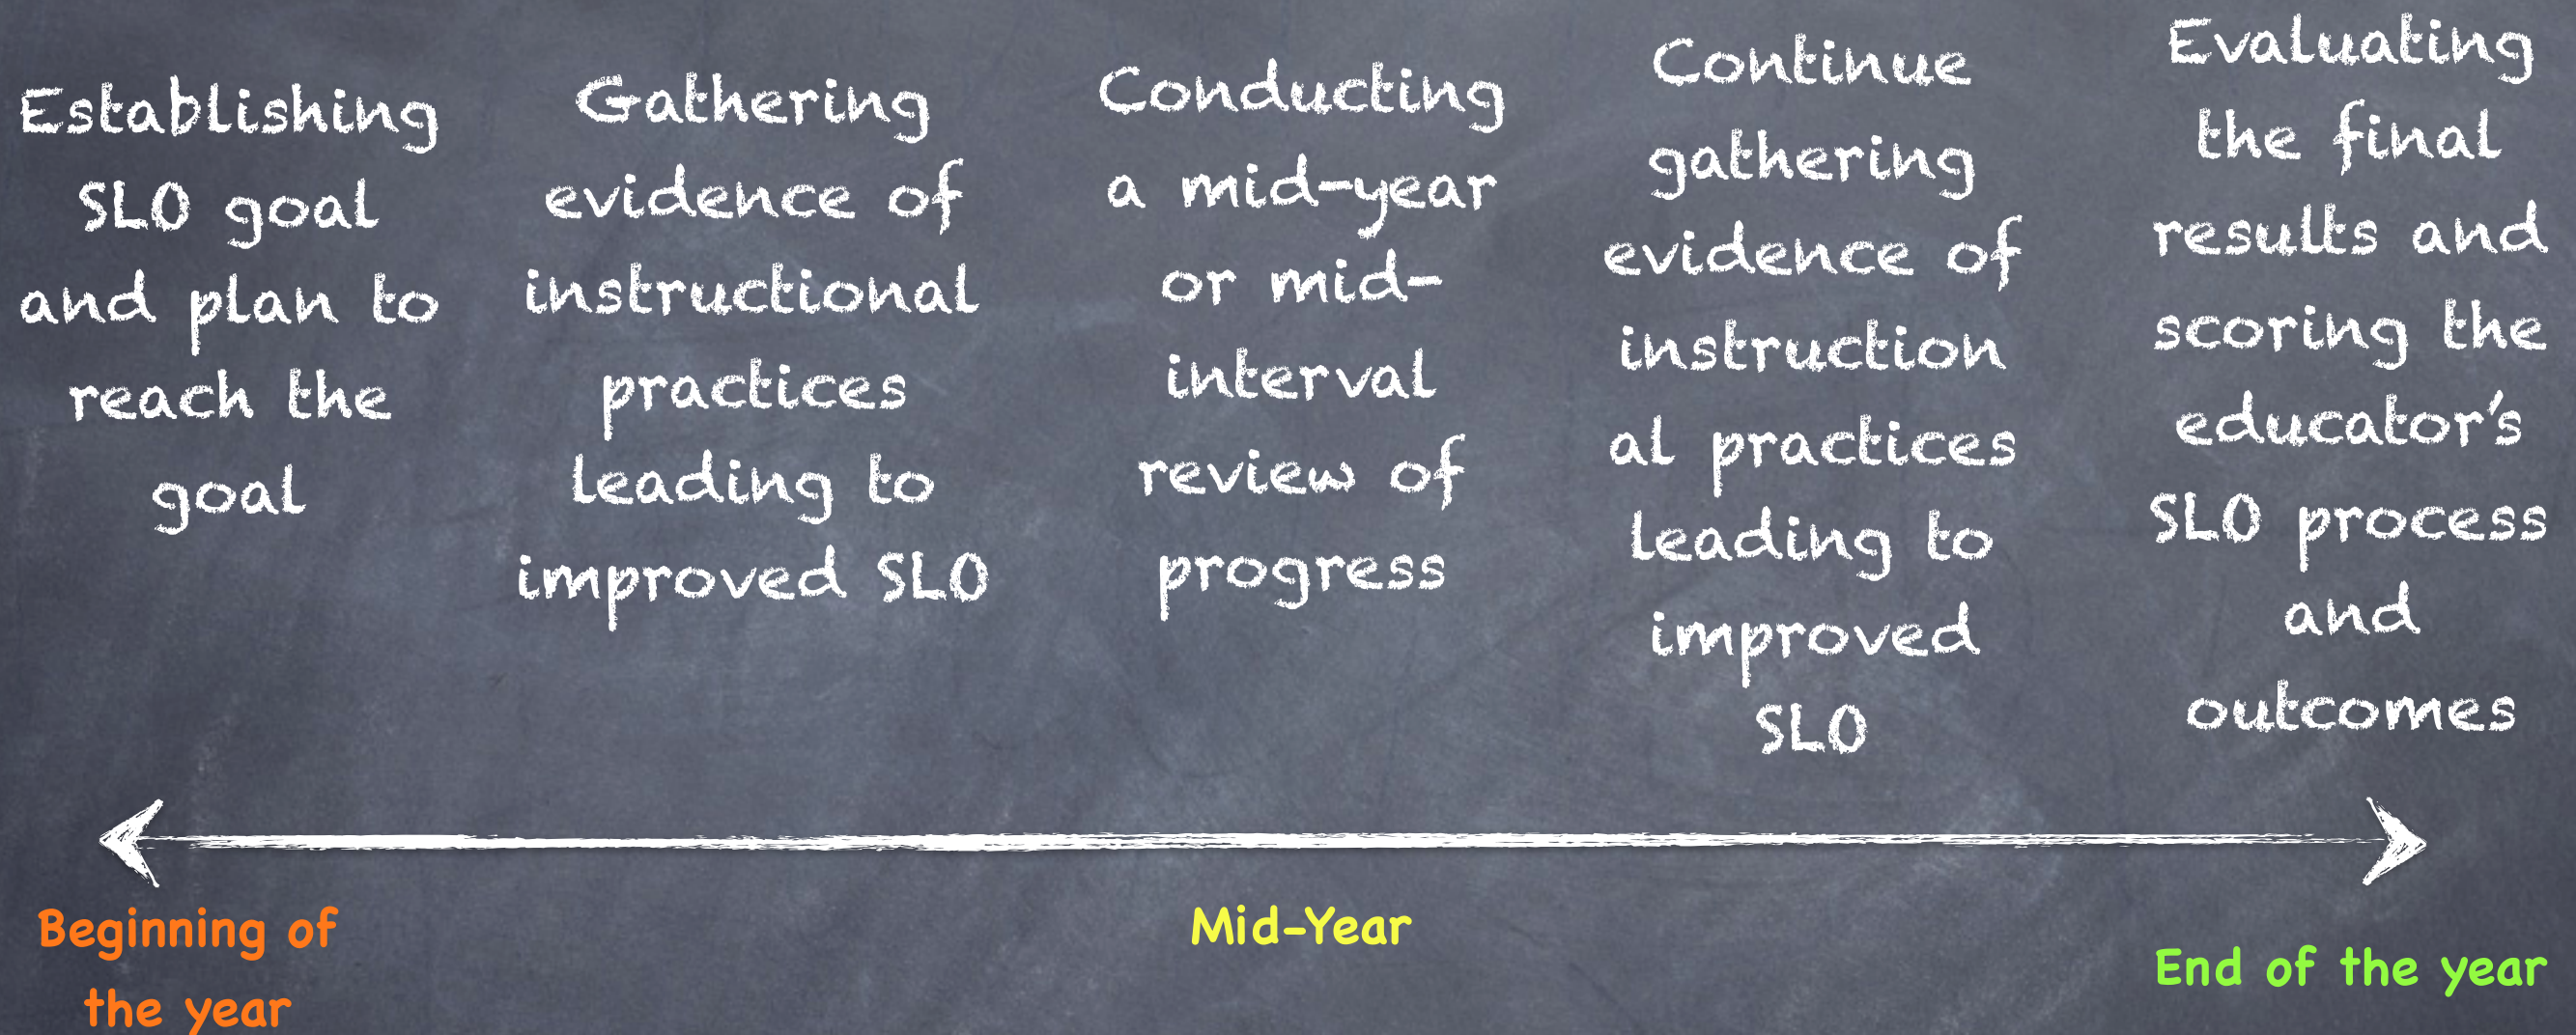 Establishing
SLO goal
and plan to
reach the
goal
Gathering
evidence of
instructional
practices
leading to
improved SLO
Conducting
a mid-year
or mid-
interval
review of
progress
Continue
gathering
evidence of
instruction
al practices
leading to
improved
SLO
Evaluating
the final
results and
scoring the
educator's
SLO process
and
outcomes
Beginning of
the year
Mid-Year
End of the year